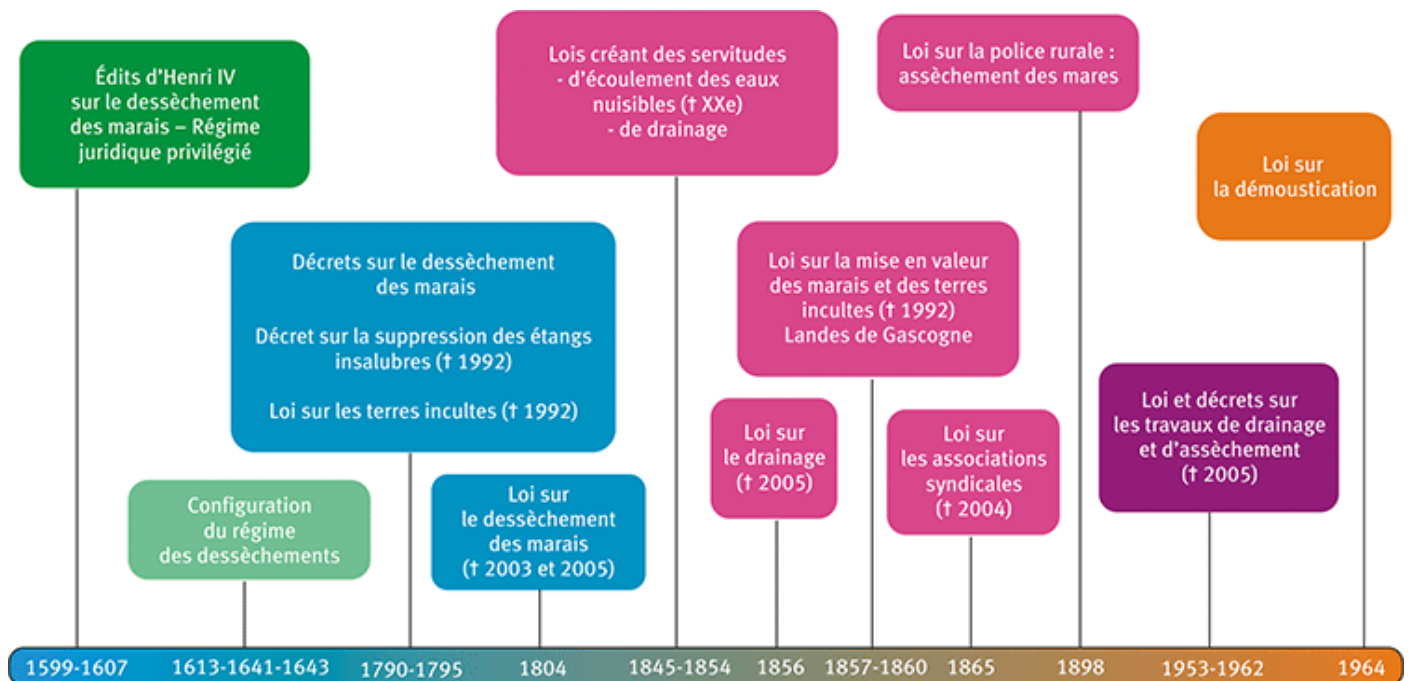 Édits d’Henri IV
sur le dessèchement
des marais – Régime
juridique privilégié
Lois créant des servitudes
- d’écoulement des eaux
nuisibles († XXe)
- de drainage
Loi sur la police rurale :
assèchement des mares
Loi sur
la démoustication
Décrets sur le dessèchement
des marais
Décret sur la suppression des étangs
insalubres († 1992)
Loi sur les terres incultes († 1992)
Loi sur la mise en valeur
des marais et des terres
incultes († 1992)
Landes de Gascogne
Configuration
du régime
des dessèchements
Loi sur
le dessèchement
des marais
(† 2003 et 2005)
Loi sur
le drainage
(† 2005)
Loi sur
les associations
syndicales
(† 2004)
Loi et décrets sur
les travaux de drainage
et d’assèchement
(† 2005)
1599-1607
1613-1641-1643
1790-1795
1804
1845-1854
1856
1857-1860
1865
1898
1953-1962
1964